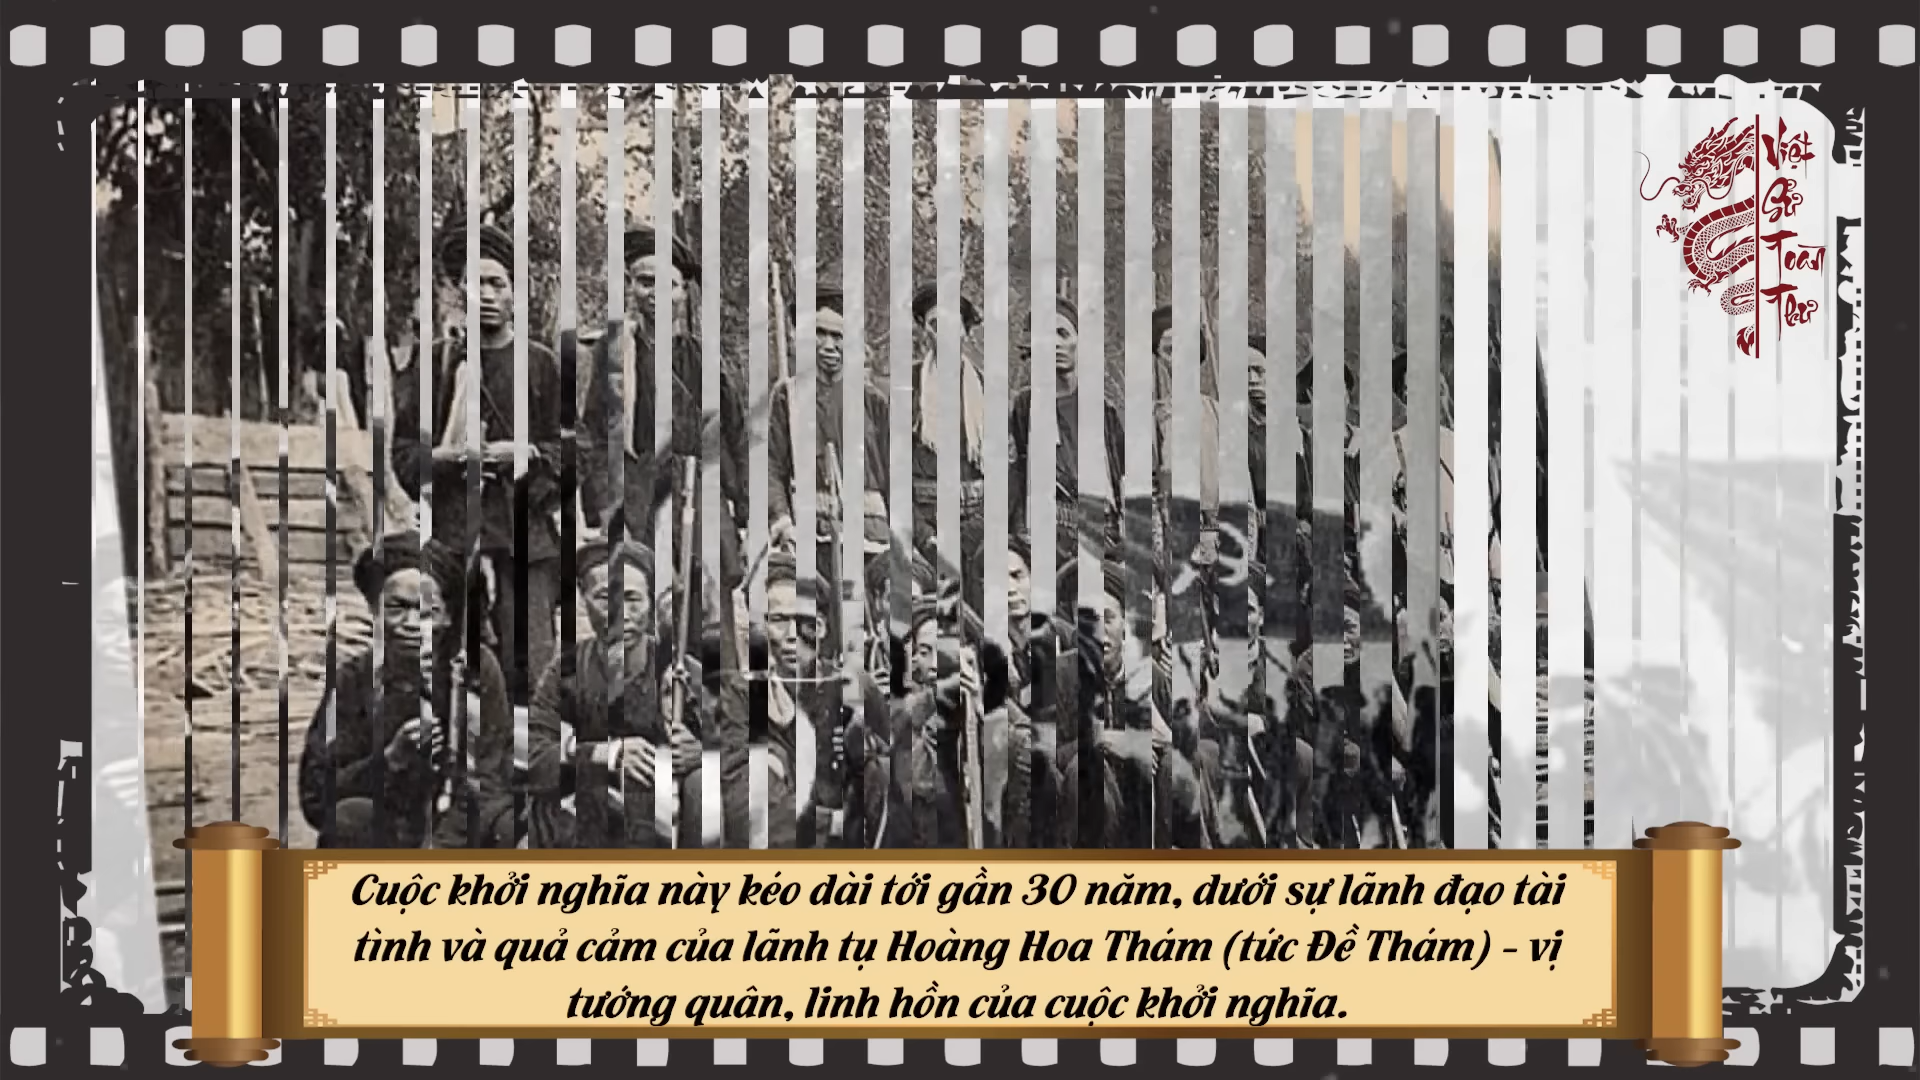 Việt
Sử
Toàn
Thư
Cuộc khởi nghĩa này kéo dài tới gần 30 năm, dưới sự lãnh đạo tài
tình và quả cảm của lãnh tụ Hoàng Hoa Thám (tức Đề Thám) - vị
tướng quân, linh hồn của cuộc khởi nghĩa.